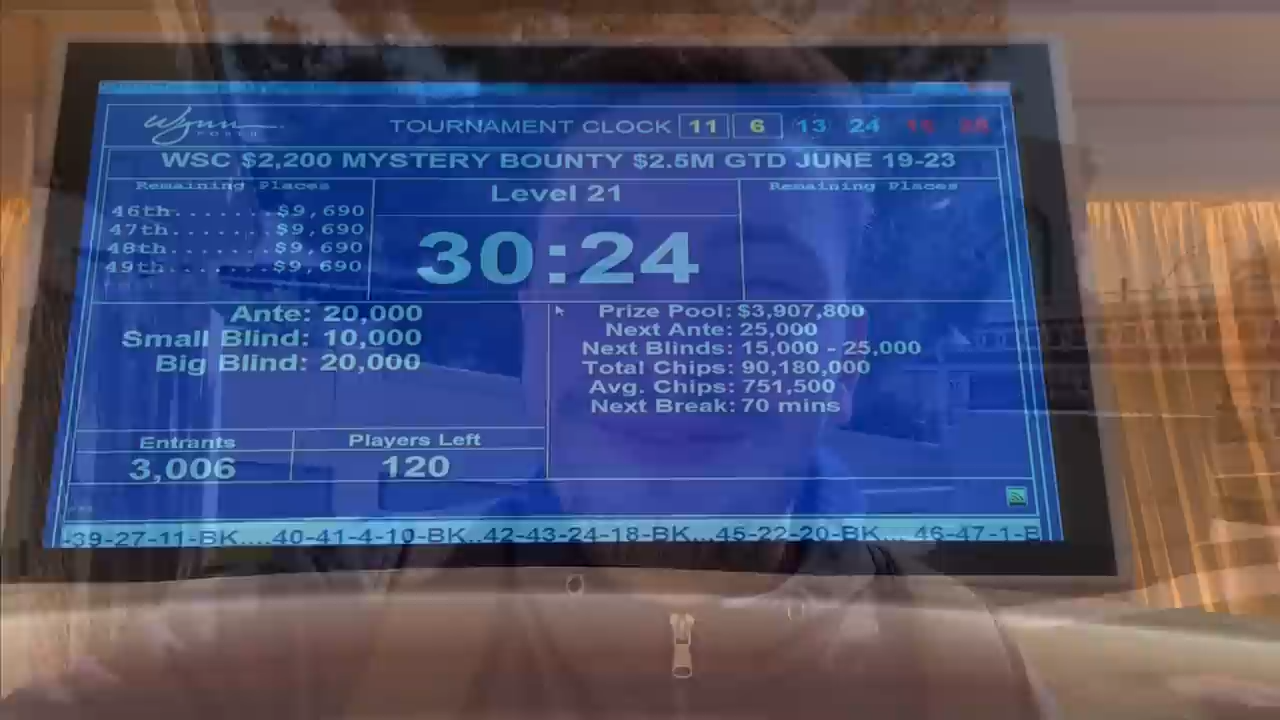 Wynn
POKER
TOURNAMENT CLOCK 11 6 13 24
WSC $2,200 MYSTERY BOUNTY $2.5M GTD JUNE 19-23
Remaining Places
46th.......$9,690
47th.......$9,690
48th.......$9,690
49th.......$9,690
Level 21
30:24
Remaining Places
Ante: 20,000
Small Blind: 10,000
Big Blind: 20,000
Prize Pool: $3,907,800
Next Ante: 25,000
Next Blinds: 15,000 - 25,000
Total Chips: 90,180,000
Avg. Chips: 751,500
Next Break: 70 mins
Entrants
3,006
Players Left
120
-39-27-11-BK....40-41-4-10-BK..42-43-24-18-BK...45-22-20-BK.... 46-47-1-B